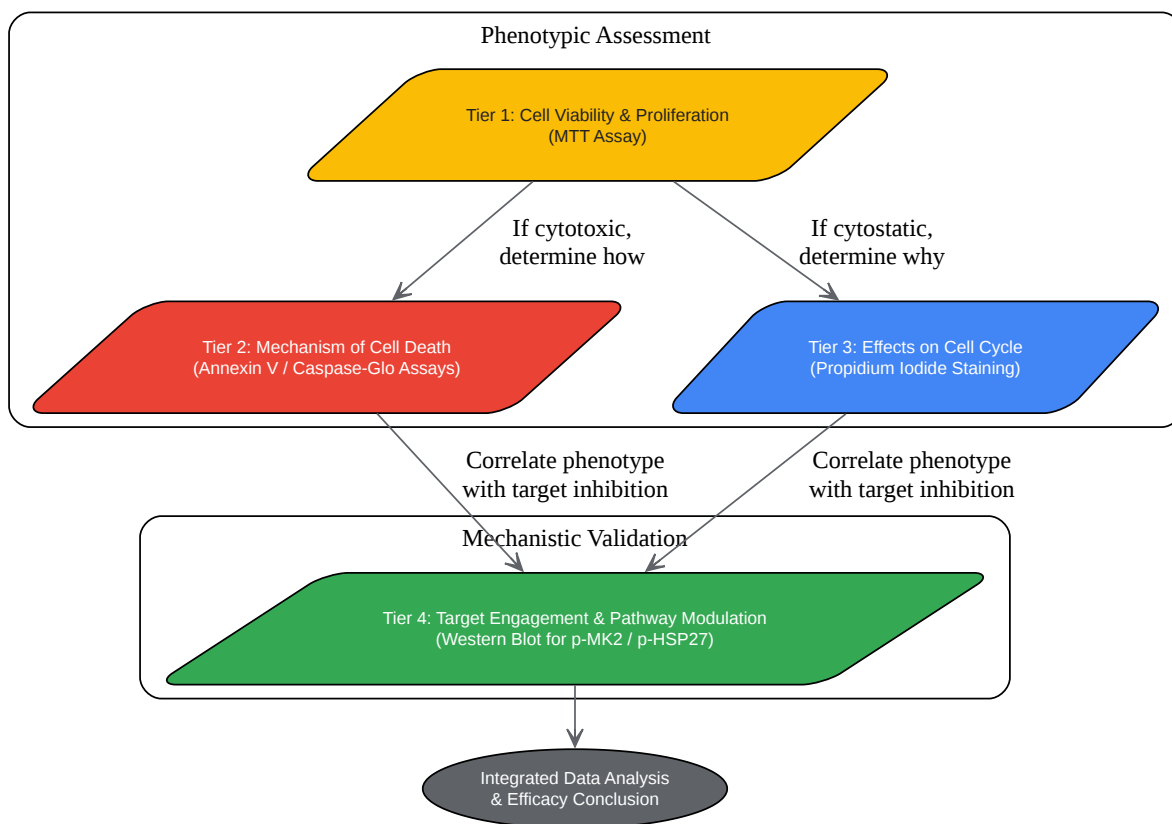 Phenotypic Assessment
Tier 1: Cell Viability & Proliferation
(MTT Assay)
If cytotoxic,
determine how
If cytostatic,
determine why
Tier 2: Mechanism of Cell Death
(Annexin V / Caspase-Glo Assays)
Tier 3: Effects on Cell Cycle
(Propidium Iodide Staining)
Correlate phenotype
with target inhibition
Correlate phenotype
with target inhibition
Mechanistic Validation
Tier 4: Target Engagement & Pathway Modulation
(Western Blot for p-MK2 / p-HSP27)
Integrated Data Analysis
& Efficacy Conclusion